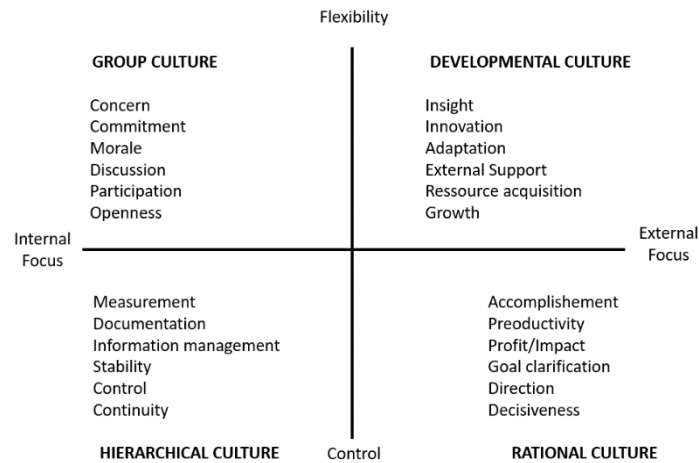 Flexibility
GROUP CULTURE
Concern
Commitment
Morale
Discussion
Participation
Openness
DEVELOPMENTAL CULTURE
Insight
Innovation
Adaptation
External Support
Ressource acquisition
Growth
Internal
Focus
External
Focus
Measurement
Documentation
Information management
Stability
Control
Continuity
HIERARCHICAL CULTURE
Accomplishement
Preoductivity
Profit/Impact
Goal clarification
Direction
Decisiveness
RATIONAL CULTURE
Control